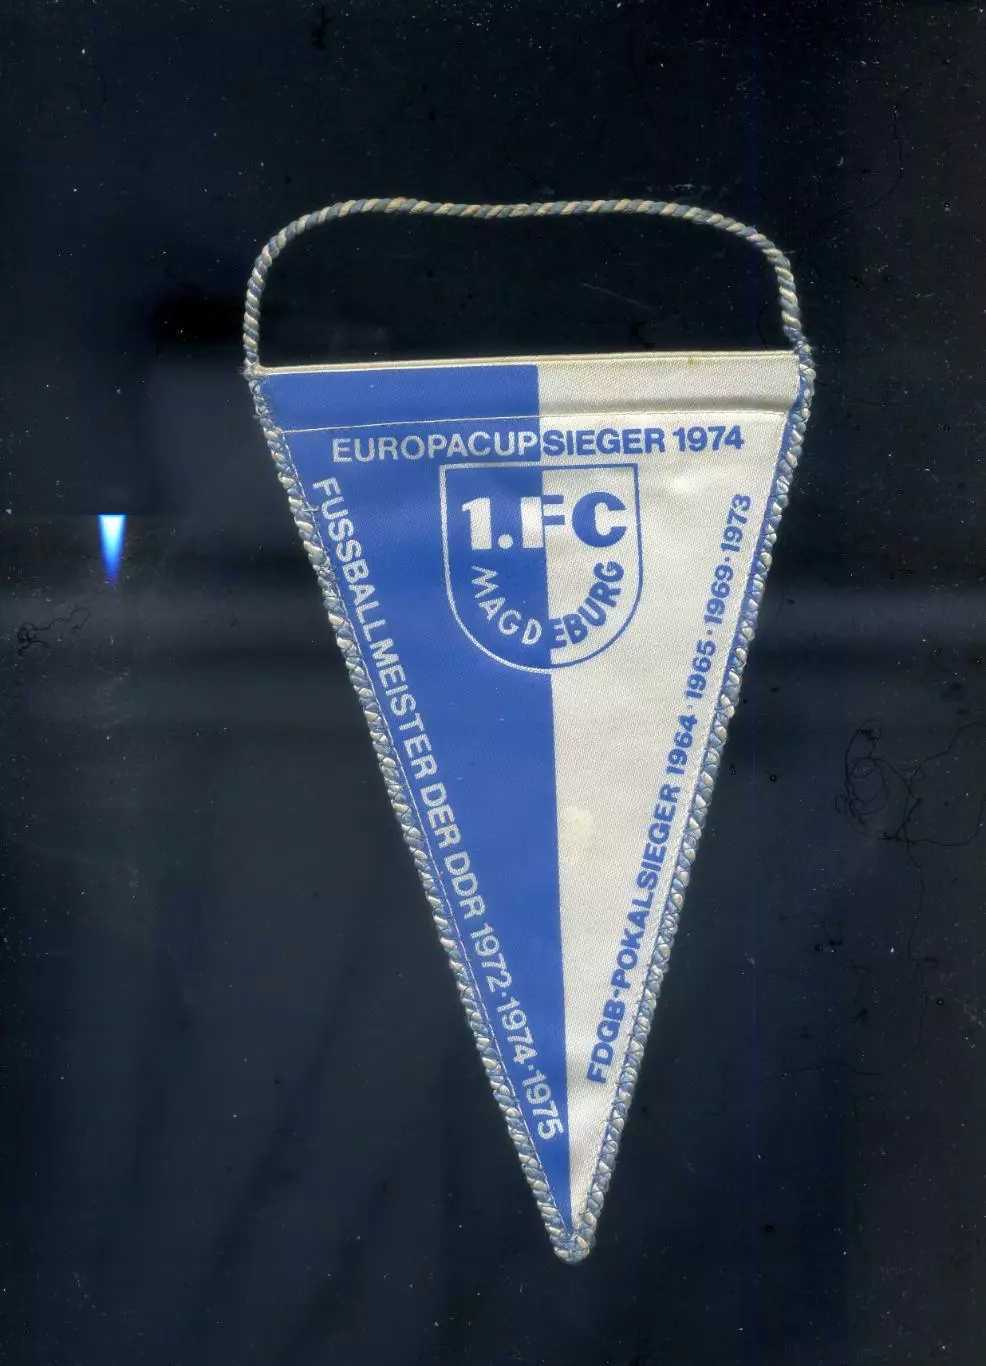 EUROPACUPSIEGER 1974
1.FC
MAGDEBURG
FUSSBALLMEISTER DER DDR 1972·1974·1975
FDGB-POKALSIEGER 1964·1965·1969·1973